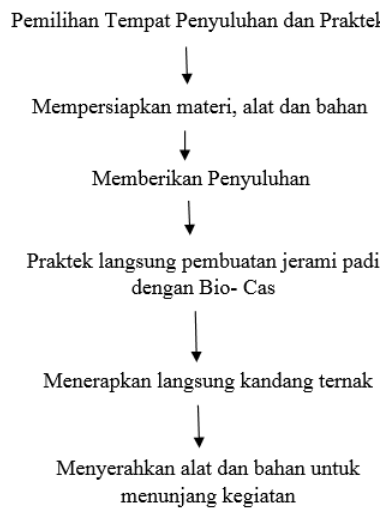 Pemilihan Tempat Penyuluhan dan Praktek
Mempersiapkan materi, alat dan bahan
Memberikan Penyuluhan
Praktek langsung pembuatan jerami padi
dengan Bio- Cas
Menerapkan langsung kandang ternak
Menyerahkan alat dan bahan untuk
menunjang kegiatan